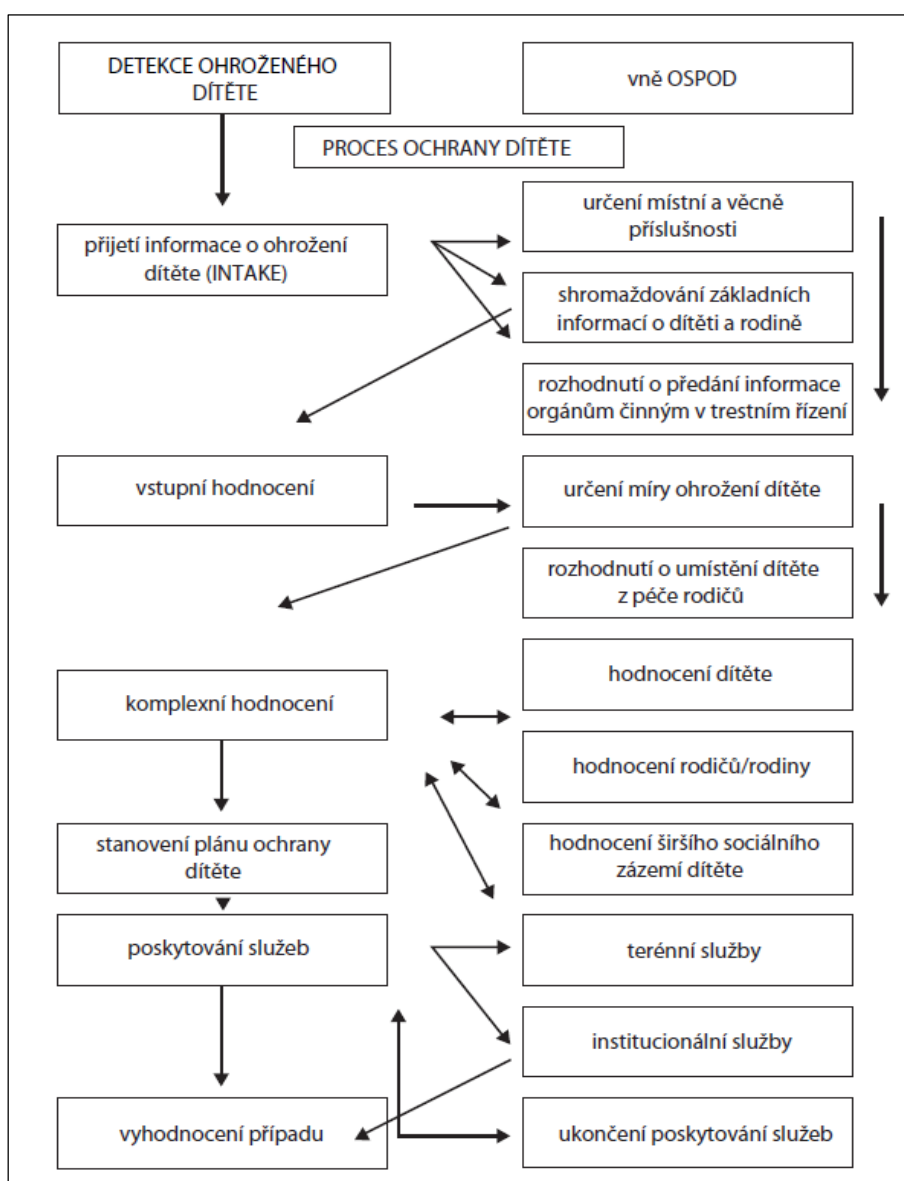 DETEKCE OHROŽENÉHO
DÍTĚTE
vně OSPOD
PROCES OCHRANY DÍTĚTE
určení místní a věcně
příslušnosti
přijetí informace o ohrožení
dítěte (INTAKE)
shromaždování základních
informací o dítěti a rodině
rozhodnutí o předání informace
orgánům činným v trestním řízení
vstupní hodnocení
určení míry ohrožení dítěte
rozhodnutí o umístění dítěte
z péče rodičů
hodnocení dítěte
komplexní hodnocení
hodnocení rodičů/rodiny
stanovení plánu ochrany
dítěte
hodnocení širšího sociálního
zázemí dítěte
poskytování služeb
terénní služby
institucionální služby
vyhodnocení případu
ukončení poskytování služeb